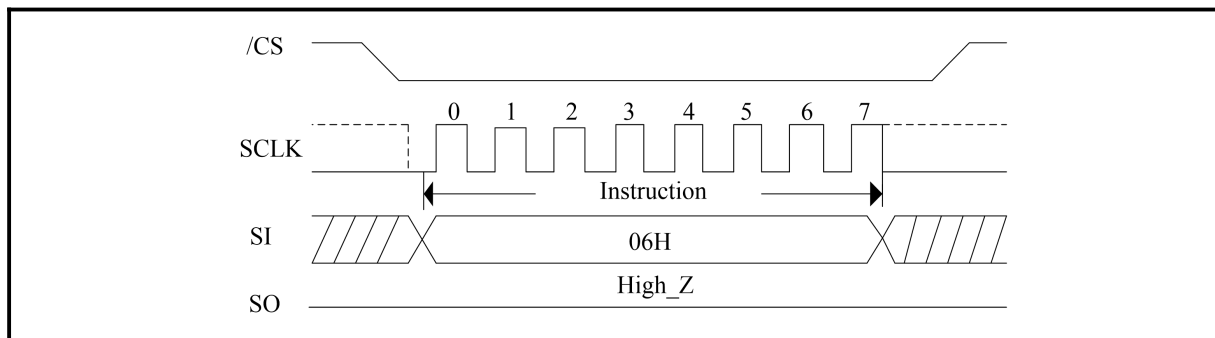 /CS
0 1 2 3 4 5 6 7
SCLK
Instruction
SI
06H
High_Z
SO